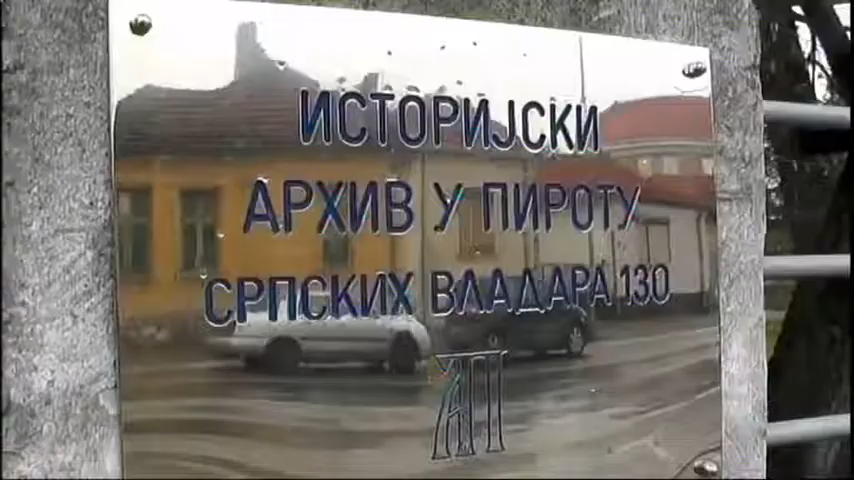 ИСТОРИЈСКИ
АРХИВ У ПИРОТУ
СРПСКИХ ВЛАДАРА 130